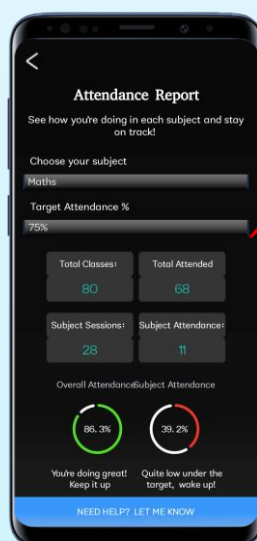 Attendance Report
See how you're doing in each subject and stay
on track!
Choose your subject
Maths
Target Attendance %
75%
Total Classes:
Total Attended
80
68
Subject Sessions:
Subject Attendance:
28
11
Overall Attendance
Subject Attendance
86.3%
39.2%
You're doing great!
Keep it up
Quite low under the
target, wake up!
NEED HELP? LET ME KNOW